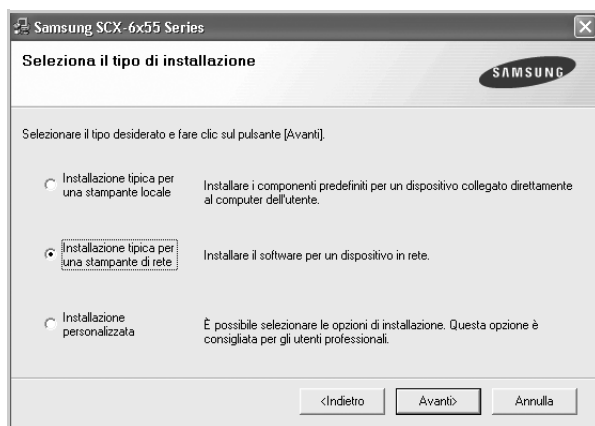 Samsung SCX-6x55 Series
Seleziona il tipo di installazione
SAMSUNG
Selezionare il tipo desiderato e fare clic sul pulsante [Avanti].
Installazione tipica per
una stampante locale
Installare i componenti predefiniti per un dispositivo collegato direttamente
al computer dell'utente.
Installazione tipica per
una stampante di rete
Installare il software per un dispositivo in rete.
Installazione
personalizzata
È possibile selezionare le opzioni di installazione. Questa opzione è
consigliata per gli utenti professionali.
<Indietro
Avanti>
Annulla